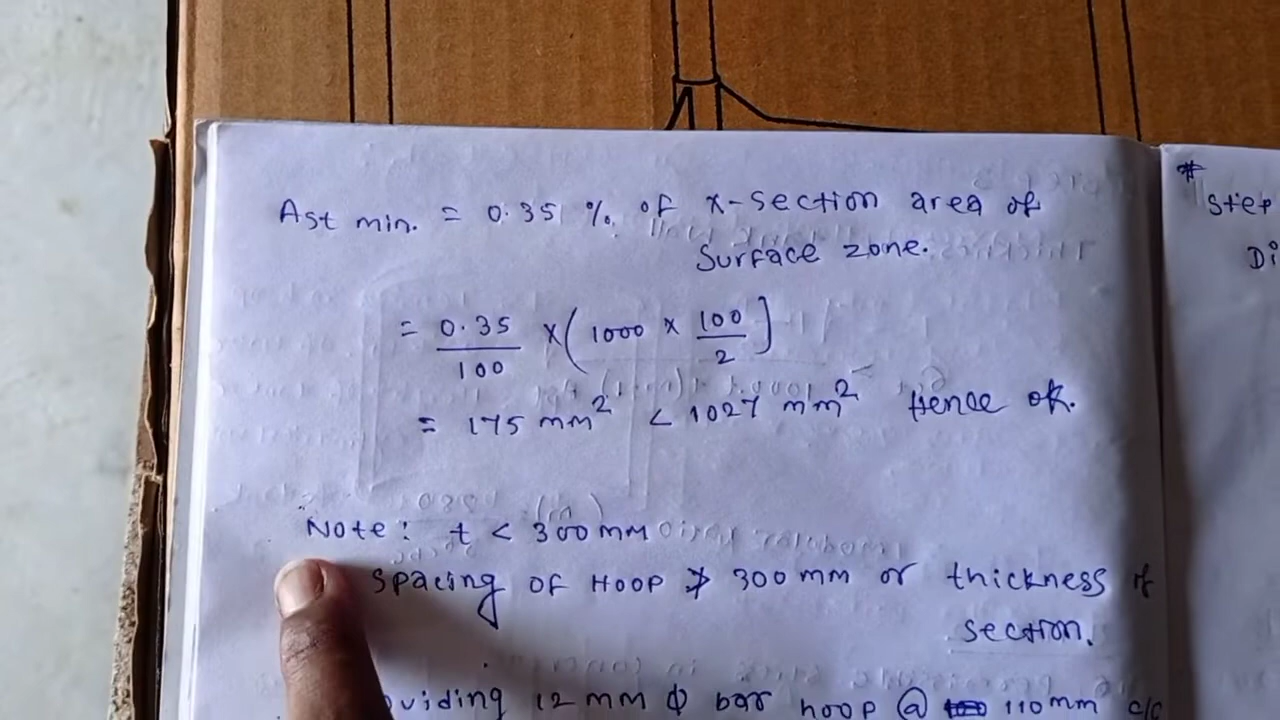 Ast min. = 0.35 % of x-section area of
surface zone.
= 0.35/100 × (1000 × 100/2)
= 175 mm² < 1027 mm² Hence ok.
Note: t < 300 mm
spacing of Hoop ≯ 300 mm or thickness of
section.
12 mm ϕ bar hoop @ 110 mm c/c
#
Step